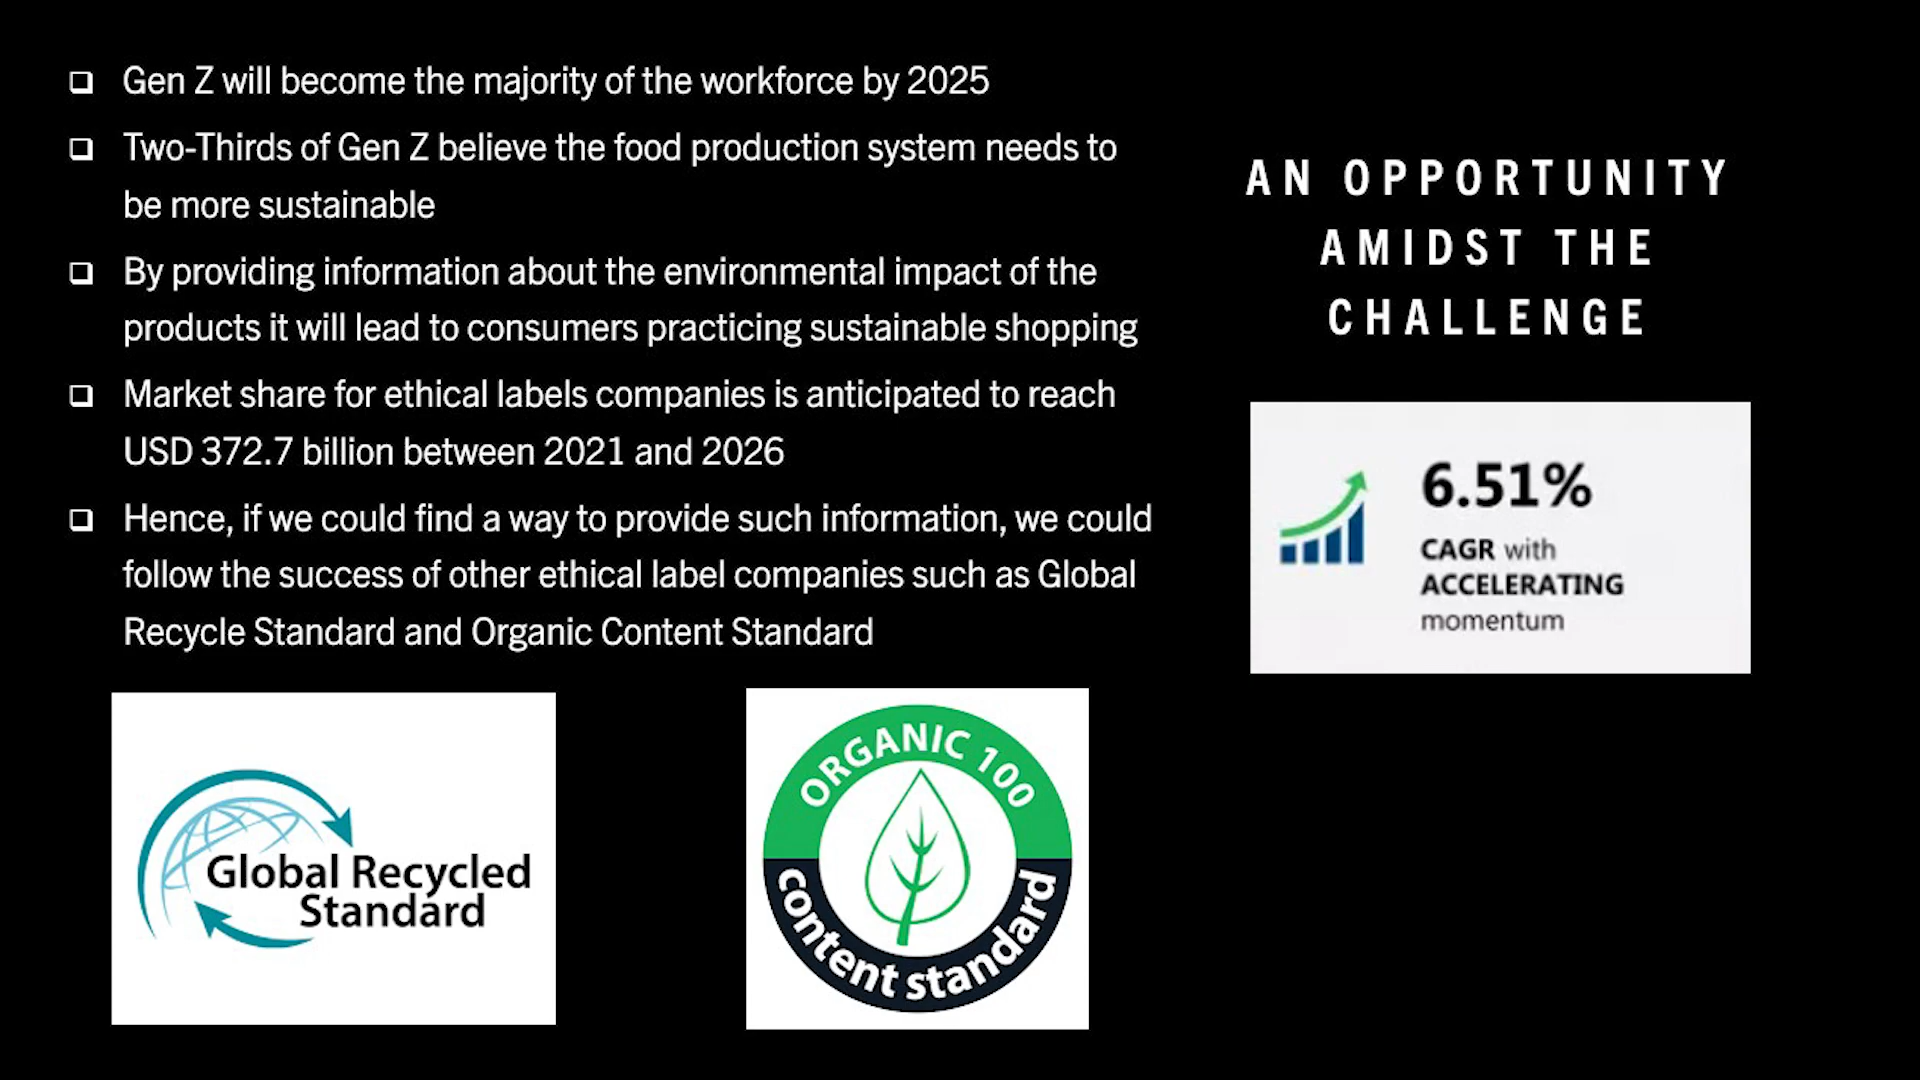 Gen Z will become the majority of the workforce by 2025
Two-Thirds of Gen Z believe the food production system needs to
be more sustainable
By providing information about the environmental impact of the
products it will lead to consumers practicing sustainable shopping
Market share for ethical labels companies is anticipated to reach
USD 372.7 billion between 2021 and 2026
Hence, if we could find a way to provide such information, we could
follow the success of other ethical label companies such as Global
Recycle Standard and Organic Content Standard
AN OPPORTUNITY
AMIDST THE
CHALLENGE
6.51%
CAGR with
ACCELERATING
momentum
Global Recycled
Standard
ORGANIC 100
content standard